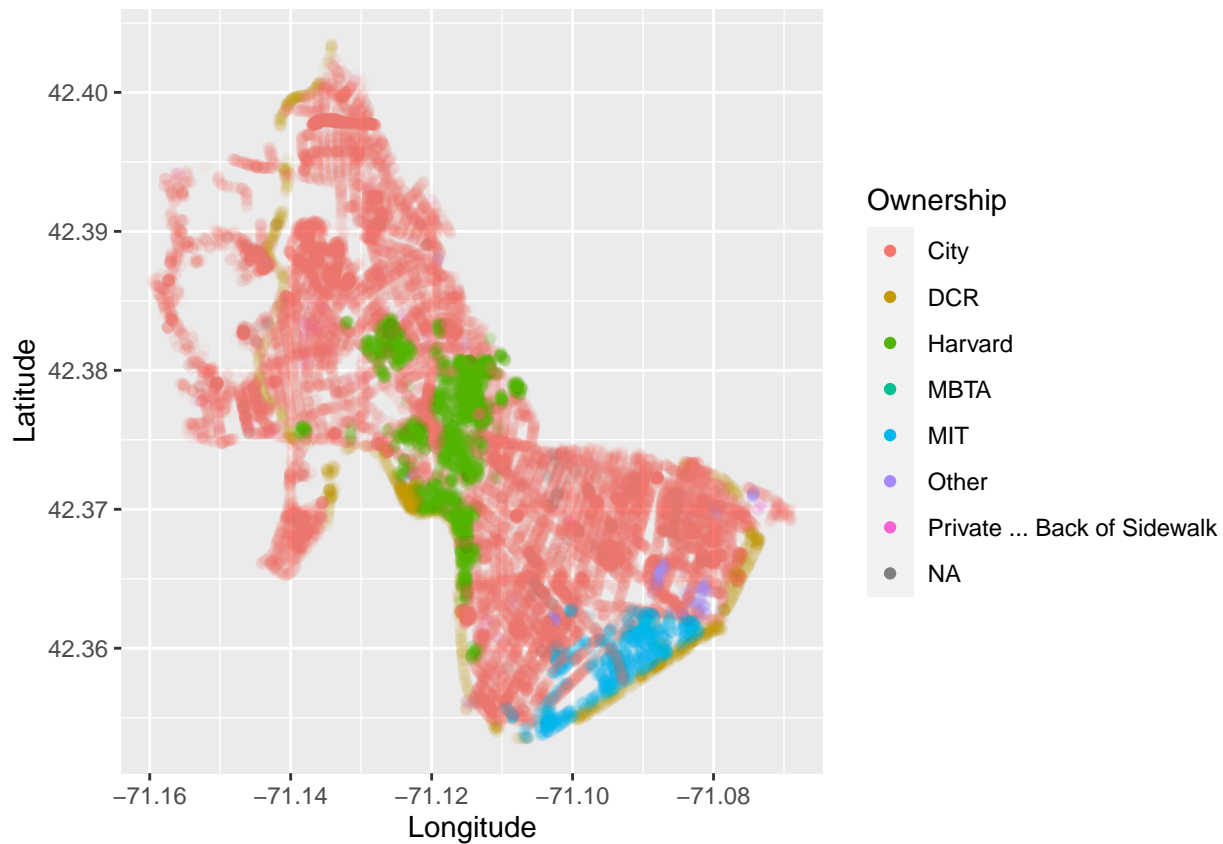 42.40
42.39
42.38
42.37
42.36
Latitude
−71.16
−71.14
−71.12
−71.10
−71.08
Longitude
Ownership
City
DCR
Harvard
MBTA
MIT
Other
Private ... Back of Sidewalk
NA